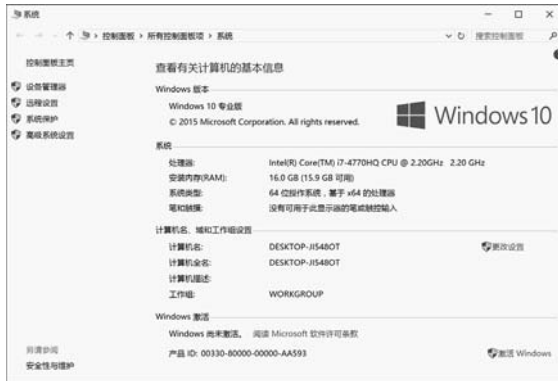 系统
控制面板 所有控制面板项 系统
搜索控制面板
控制面板主页
设备管理器
远程设置
系统保护
高级系统设置
查看有关计算机的基本信息
Windows 版本
Windows 10 专业版
© 2015 Microsoft Corporation. All rights reserved.
Windows 10
系统
处理器: Intel(R) Core(TM) i7-4770HQ CPU @ 2.20GHz 2.20 GHz
安装内存(RAM): 16.0 GB (15.9 GB 可用)
系统类型: 64 位操作系统，基于 x64 的处理器
笔和触摸: 没有可用于此显示器的笔或触控输入
计算机名、域和工作组设置
计算机名: DESKTOP-JI548OT
更改设置
计算机全名: DESKTOP-JI548OT
计算机描述:
工作组: WORKGROUP
Windows 激活
Windows 尚未激活。 阅读 Microsoft 软件许可条款
产品 ID: 00330-80000-00000-AA593
激活 Windows
另请参阅
安全性与维护